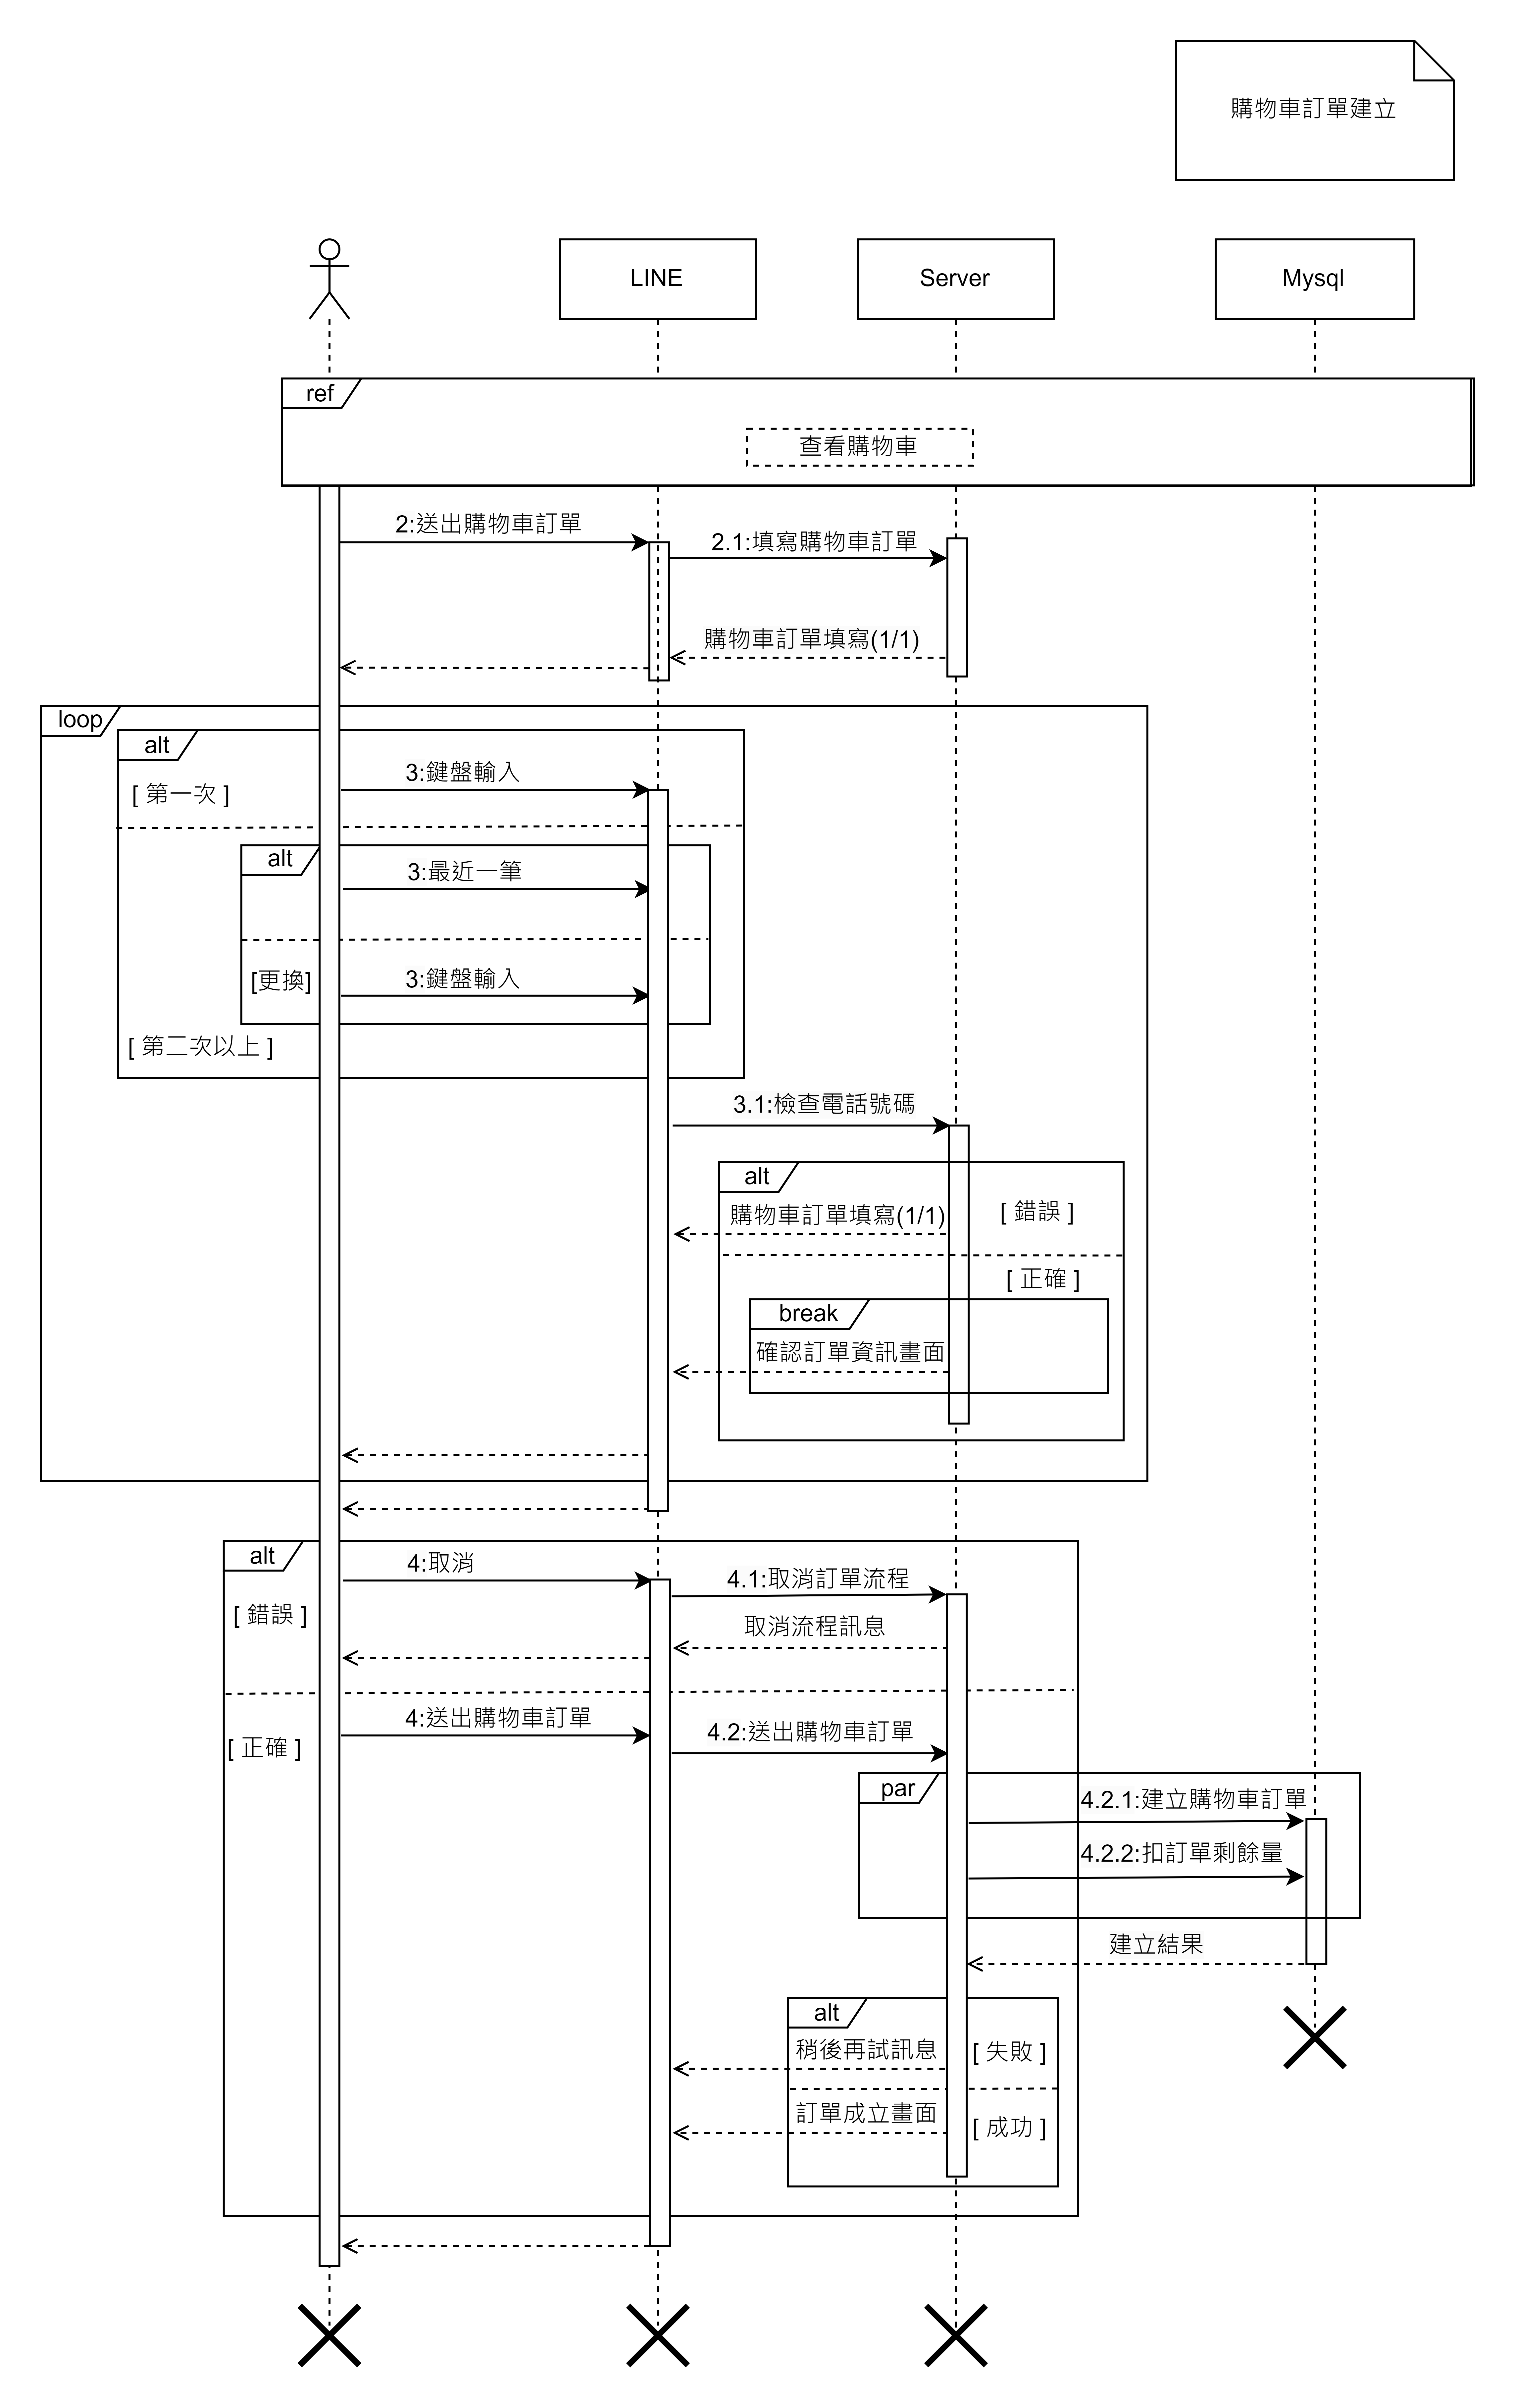 購物車訂單建立
LINE
Server
Mysql
ref
查看購物車
2:送出購物車訂單
2.1:填寫購物車訂單
購物車訂單填寫(1/1)
loop
alt
3:鍵盤輸入
[ 第一次 ]
alt
3:最近一筆
3:鍵盤輸入
[更換]
[ 第二次以上 ]
3.1:檢查電話號碼
alt
購物車訂單填寫(1/1)
[ 錯誤 ]
[ 正確 ]
break
確認訂單資訊畫面
alt
4:取消
4.1:取消訂單流程
[ 錯誤 ]
取消流程訊息
4:送出購物車訂單
4.2:送出購物車訂單
[ 正確 ]
par
4.2.1:建立購物車訂單
4.2.2:扣訂單剩餘量
建立結果
alt
稍後再試訊息
[ 失敗 ]
訂單成立畫面
[ 成功 ]